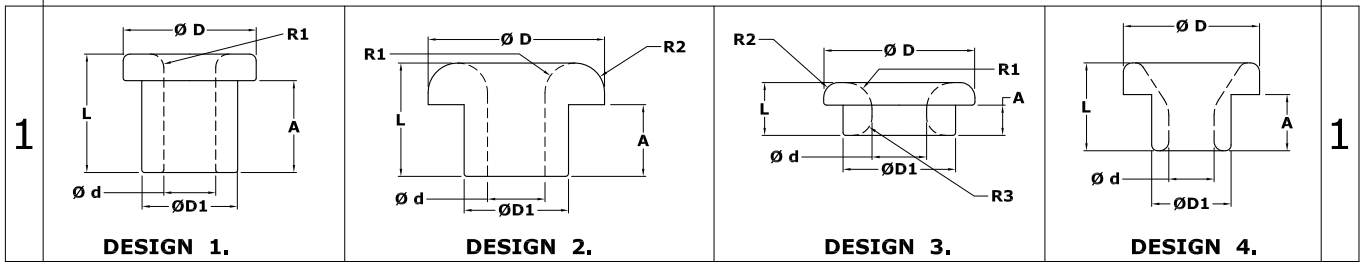 1
Ø D
R1
L
A
Ø d
ØD1
DESIGN 1.
Ø D
R1
R2
L
A
Ø d
ØD1
DESIGN 2.
R2
Ø D
R1
L
A
Ø d
ØD1
R3
DESIGN 3.
Ø D
L
A
Ø d
ØD1
DESIGN 4.
1